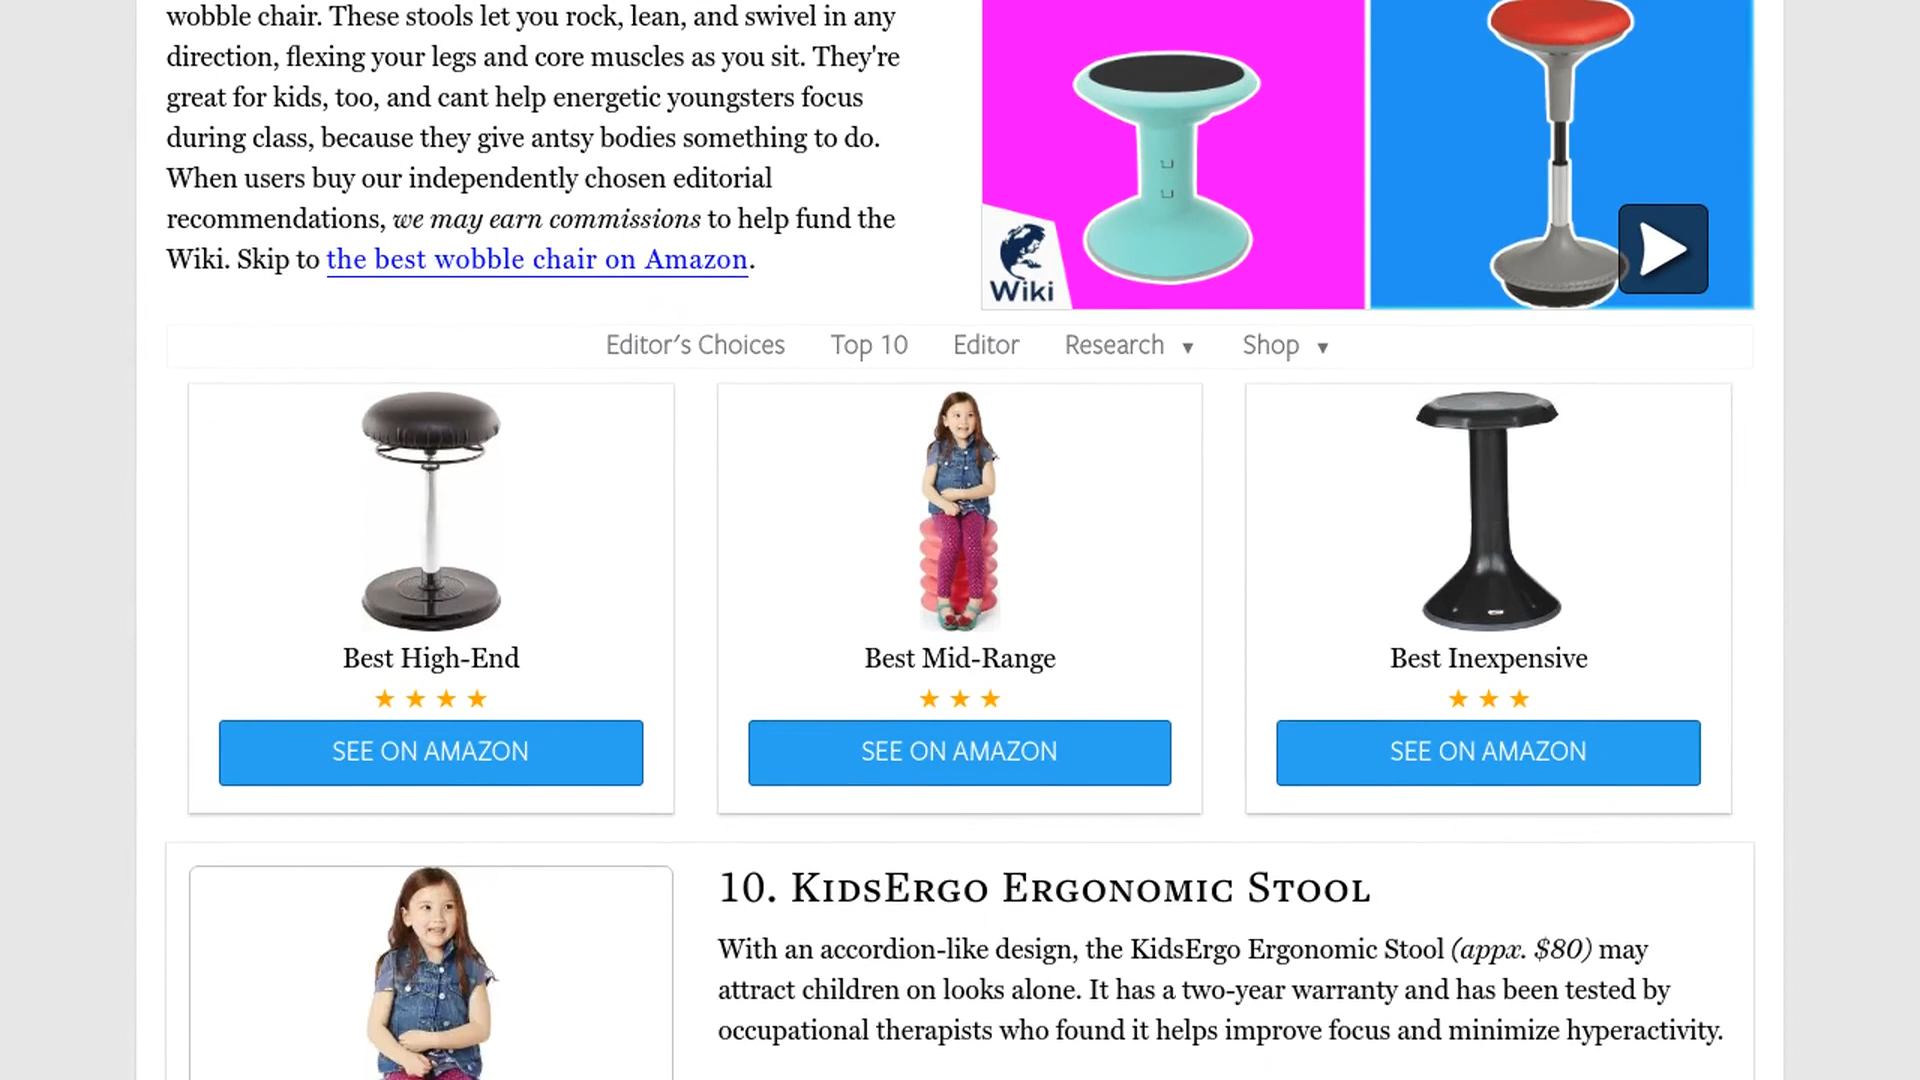 wobble chair. These stools let you rock, lean, and swivel in any
direction, flexing your legs and core muscles as you sit. They're
great for kids, too, and cant help energetic youngsters focus
during class, because they give antsy bodies something to do.
When users buy our independently chosen editorial
recommendations, we may earn commissions to help fund the
Wiki. Skip to the best wobble chair on Amazon.
Wiki
Editor's Choices Top 10 Editor Research ▼ Shop ▼
Best High-End
★ ★ ★ ★
SEE ON AMAZON
Best Mid-Range
★ ★ ★
SEE ON AMAZON
Best Inexpensive
★ ★ ★
SEE ON AMAZON
10. KidsErgo Ergonomic Stool
With an accordion-like design, the KidsErgo Ergonomic Stool (appx. $80) may
attract children on looks alone. It has a two-year warranty and has been tested by
occupational therapists who found it helps improve focus and minimize hyperactivity.